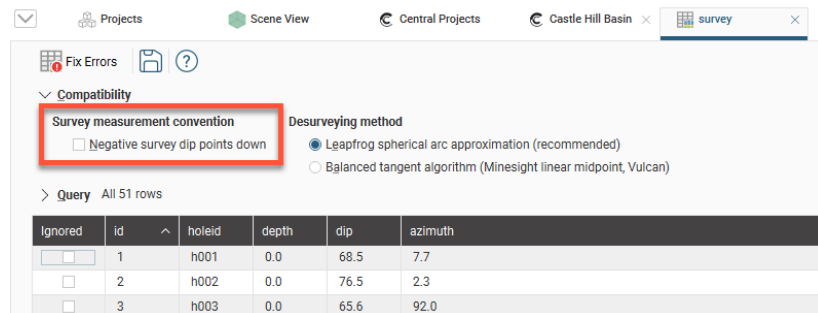 Projects Scene View Central Projects Castle Hill Basin survey
Fix Errors
Compatibility
Survey measurement convention Desurveying method
Negative survey dip points down Leapfrog spherical arc approximation (recommended)
Balanced tangent algorithm (Minesight linear midpoint, Vulcan)
Query All 51 rows
Ignored id holeid depth dip azimuth
1 h001 0.0 68.5 7.7
2 h002 0.0 76.5 2.3
3 h003 0.0 65.6 92.0